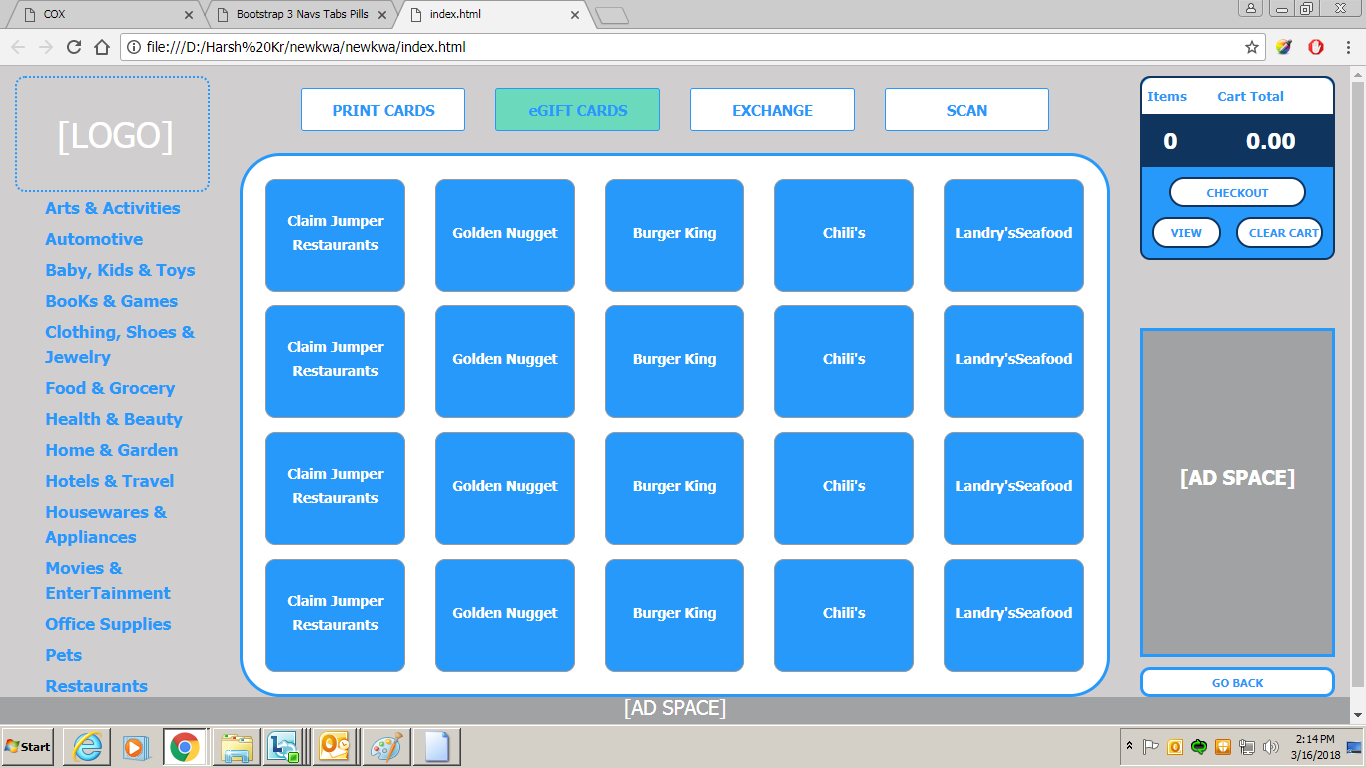 COX
Bootstrap 3 Navs Tabs Pills
index.html
file:///D:/Harsh%20Kr/newkwa/newkwa/index.html
[LOGO]
Arts & Activities
Automotive
Baby, Kids & Toys
BooKs & Games
Clothing, Shoes &
Jewelry
Food & Grocery
Health & Beauty
Home & Garden
Hotels & Travel
Housewares &
Appliances
Movies &
EnterTainment
Office Supplies
Pets
Restaurants
PRINT CARDS
eGIFT CARDS
EXCHANGE
SCAN
Claim Jumper
Restaurants
Golden Nugget
Burger King
Chili's
Landry'sSeafood
Claim Jumper
Restaurants
Golden Nugget
Burger King
Chili's
Landry'sSeafood
Claim Jumper
Restaurants
Golden Nugget
Burger King
Chili's
Landry'sSeafood
Claim Jumper
Restaurants
Golden Nugget
Burger King
Chili's
Landry'sSeafood
Items Cart Total
0 0.00
CHECKOUT
VIEW
CLEAR CART
[AD SPACE]
GO BACK
[AD SPACE]
Start
2:14 PM
3/16/2018